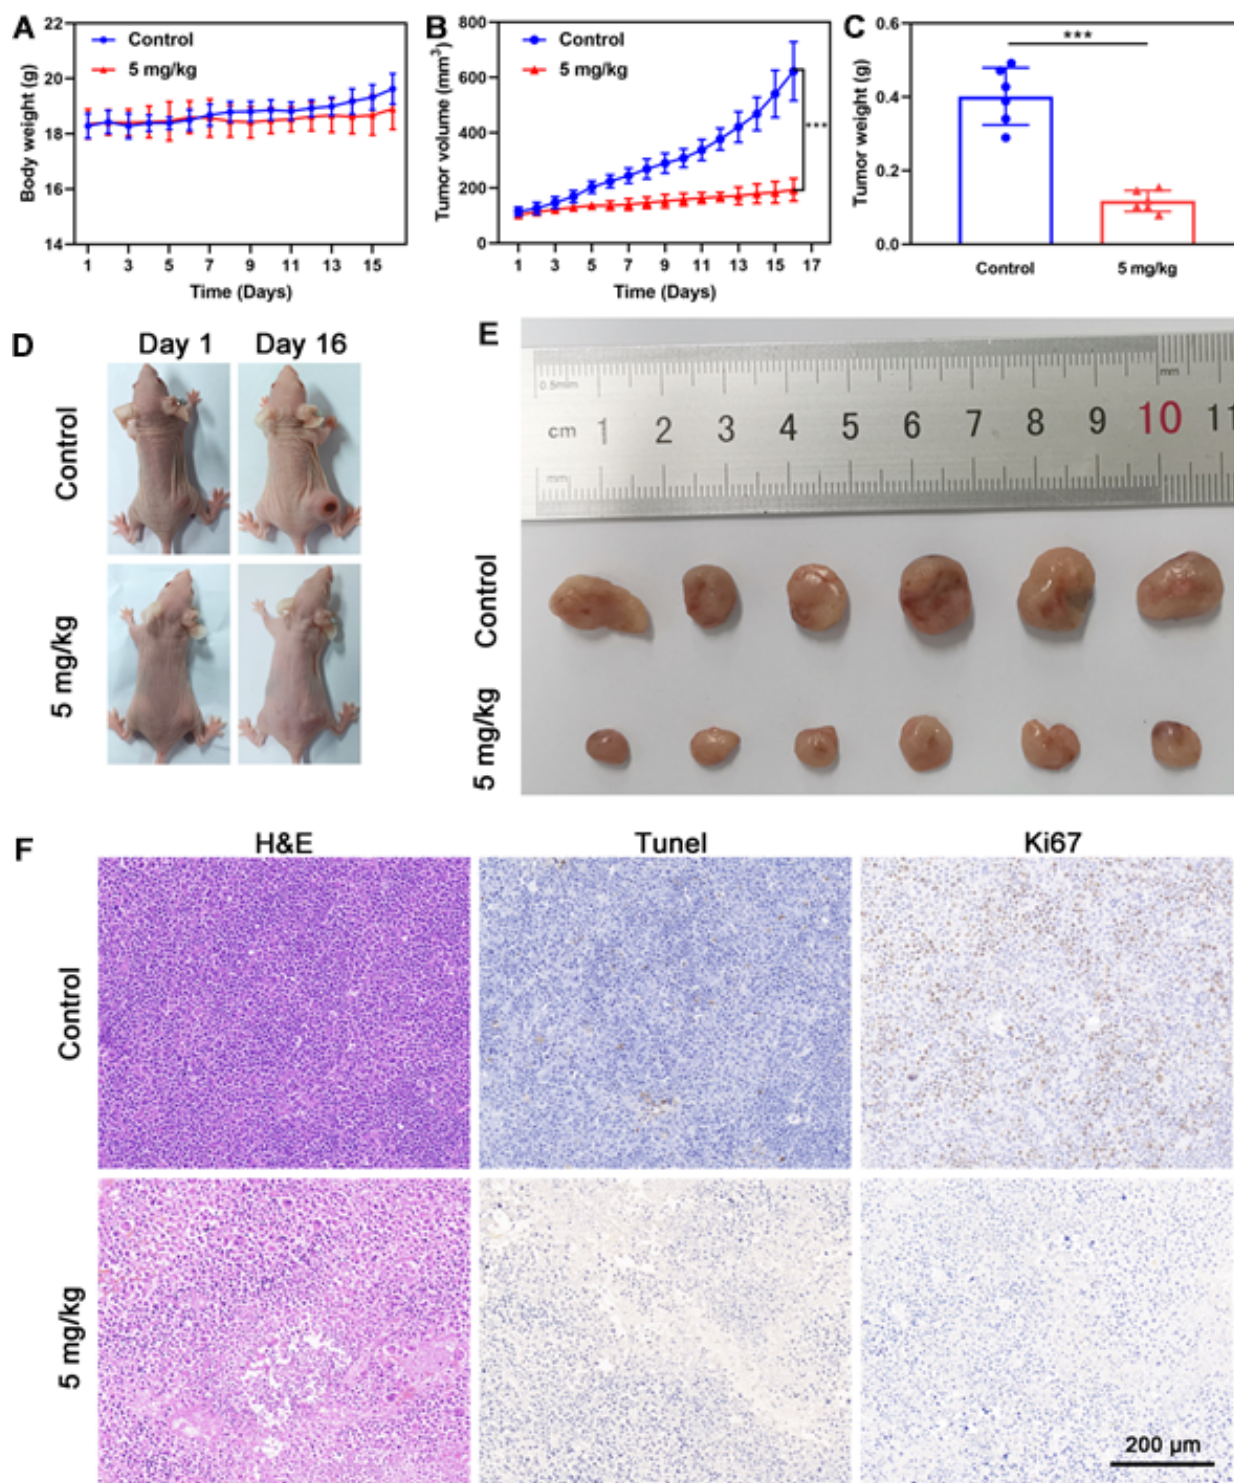 A
22
20
18
16
14
Body weight (g)
Control
5 mg/kg
1 3 5 7 9 11 13 15
Time (Days)
B
800
600
400
200
0
Tumor volume (mm³)
Control
5 mg/kg
***
1 3 5 7 9 11 13 15 17
Time (Days)
C
0.6
0.4
0.2
0.0
Tumor weight (g)
***
Control 5 mg/kg
D
Day 1 Day 16
Control
5 mg/kg
E
0.5mm
mm
cm 1 2 3 4 5 6 7 8 9 10 11
mm
Control
5 mg/kg
F
H&E Tunel Ki67
Control
5 mg/kg
200 µm